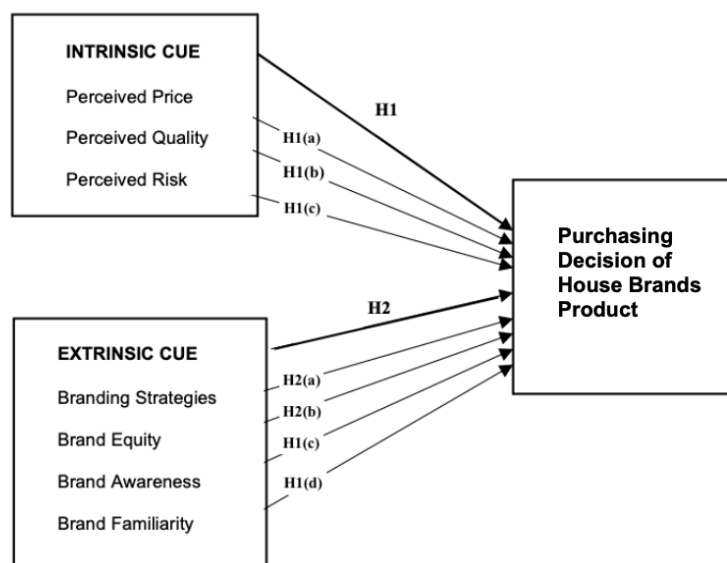 INTRINSIC CUE
Perceived Price
Perceived Quality
Perceived Risk
H1
H1(a)
H1(b)
H1(c)
Purchasing
Decision of
House Brands
Product
H2
EXTRINSIC CUE
Branding Strategies
Brand Equity
Brand Awareness
Brand Familiarity
H2(a)
H2(b)
H1(c)
H1(d)